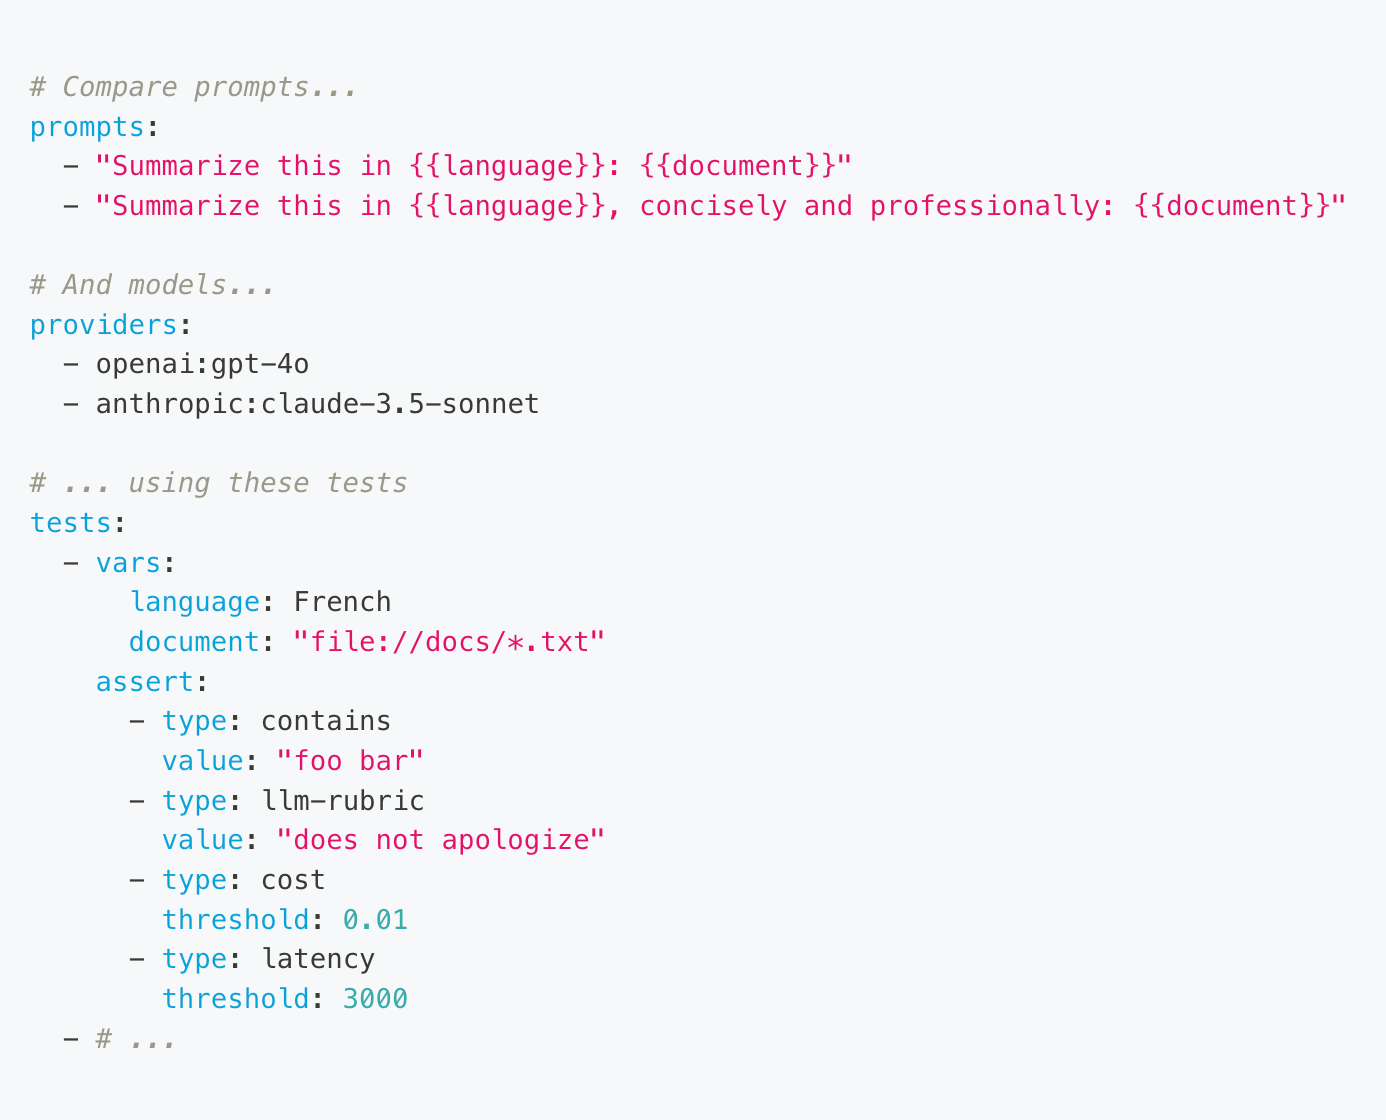 # Compare prompts...
prompts:
  - "Summarize this in {{language}}: {{document}}"
  - "Summarize this in {{language}}, concisely and professionally: {{document}}"

# And models...
providers:
  - openai:gpt-4o
  - anthropic:claude-3.5-sonnet

# ... using these tests
tests:
  - vars:
      language: French
      document: "file://docs/*.txt"
    assert:
      - type: contains
        value: "foo bar"
      - type: llm-rubric
        value: "does not apologize"
      - type: cost
        threshold: 0.01
      - type: latency
        threshold: 3000
  - # ...